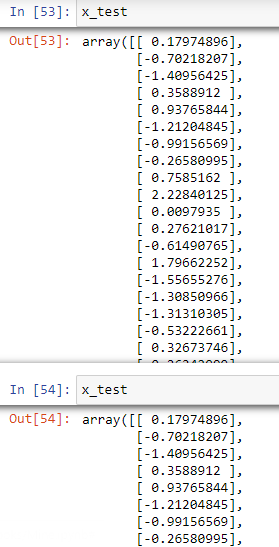 In [53]: x_test
Out[53]: array([[ 0.17974896],
[-0.70218207],
[-1.40956425],
[ 0.3588912 ],
[ 0.93765844],
[-1.21204845],
[-0.99156569],
[-0.26580995],
[ 0.7585162 ],
[ 2.22840125],
[ 0.0097935 ],
[ 0.27621017],
[-0.61490765],
[ 1.79662252],
[-1.55655276],
[-1.30850966],
[-1.31310305],
[-0.53222661],
[ 0.32673746],
In [54]: x_test
Out[54]: array([[ 0.17974896],
[-0.70218207],
[-1.40956425],
[ 0.3588912 ],
[ 0.93765844],
[-1.21204845],
[-0.99156569],
[-0.26580995],